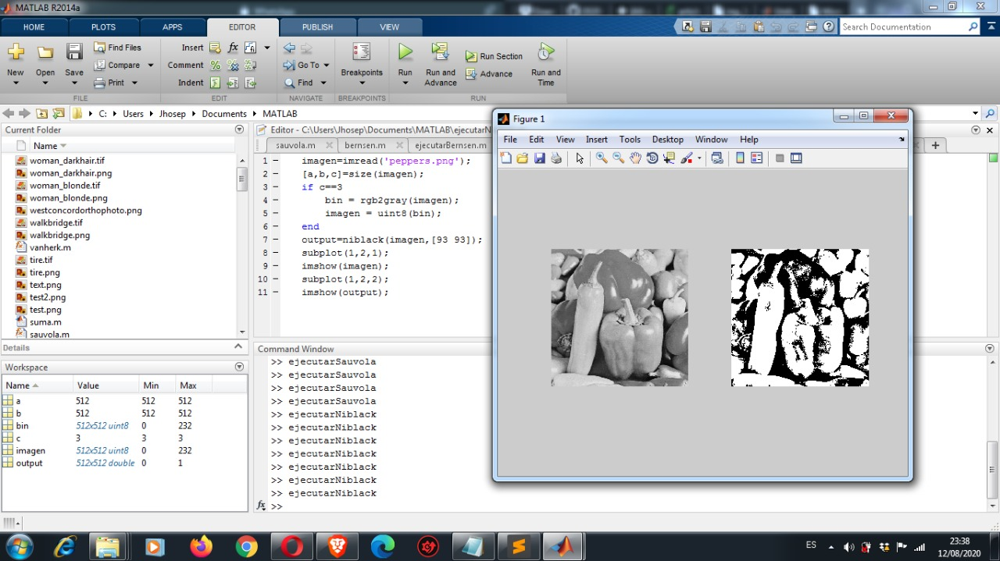 MATLAB R2014a
HOME PLOTS APPS EDITOR PUBLISH VIEW
Search Documentation
New Open Save Find Files Compare Print
FILE
Insert Comment Indent
EDIT
Go To Find
NAVIGATE
Breakpoints
BREAKPOINTS
Run Run and Advance Run Section Advance Run and Time
RUN
C: Users Jhosep Documents MATLAB
Current Folder
Name
woman_darkhair.tif
woman_darkhair.png
woman_blonde.tif
woman_blonde.png
westconcordorthophoto.png
walkbridge.tif
walkbridge.png
vanherk.m
tire.tif
tire.png
text.png
test2.png
test.png
suma.m
sauvola.m
Details
Workspace
Name Value Min Max
a 512 512 512
b 512 512 512
bin 512x512 uint8 0 232
c 3 3 3
imagen 512x512 uint8 0 232
output 512x512 double 0 1
Editor - C:\Users\Jhosep\Documents\MATLAB\ejecutarN
sauvola.m bernsen.m ejecutarBernsen.m
1 imagen=imread('peppers.png');
2 [a,b,c]=size(imagen);
3 if c==3
4 bin = rgb2gray(imagen);
5 imagen = uint8(bin);
6 end
7 output=niblack(imagen,[93 93]);
8 subplot(1,2,1);
9 imshow(imagen);
10 subplot(1,2,2);
11 imshow(output);
Command Window
>> ejecutarSauvola
>> ejecutarSauvola
>> ejecutarSauvola
>> ejecutarSauvola
>> ejecutarNiblack
>> ejecutarNiblack
>> ejecutarNiblack
>> ejecutarNiblack
>> ejecutarNiblack
>> ejecutarNiblack
>> ejecutarNiblack
fx >>
Figure 1
File Edit View Insert Tools Desktop Window Help
ES
23:38
12/08/2020